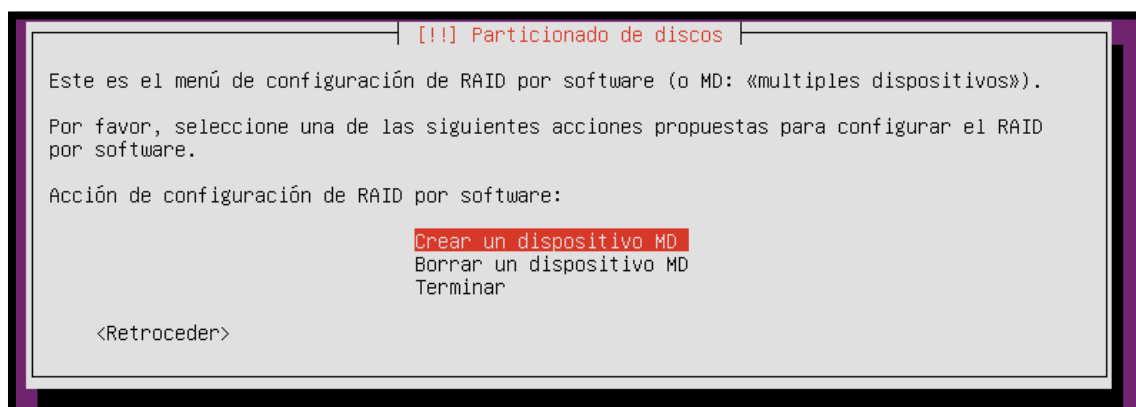 [!!] Particionado de discos
Este es el menú de configuración de RAID por software (o MD: «multiples dispositivos»).
Por favor, seleccione una de las siguientes acciones propuestas para configurar el RAID
por software.
Acción de configuración de RAID por software:
Crear un dispositivo MD
Borrar un dispositivo MD
Terminar
<Retroceder>